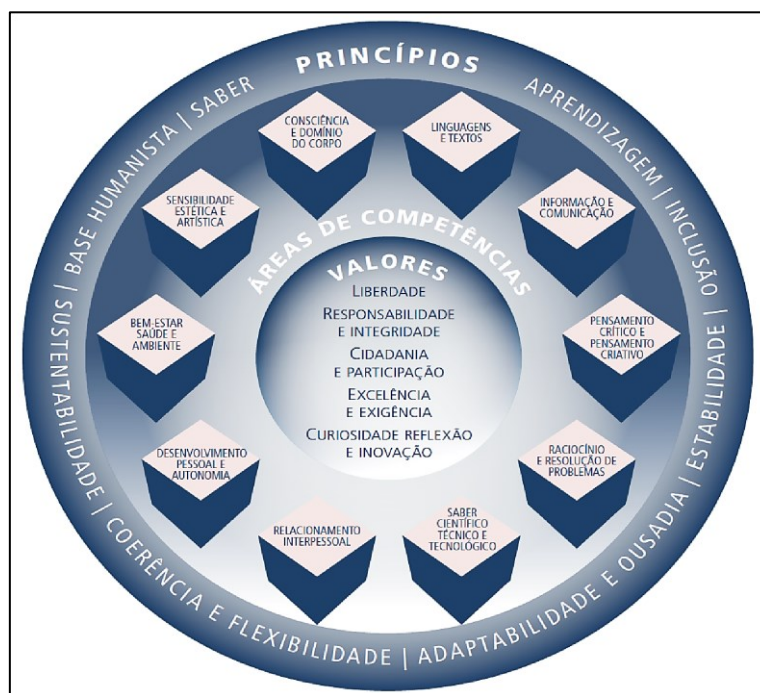 PRINCÍPIOS
APRENDIZAGEM | INCLUSÃO | ESTABILIDADE | ADAPTABILIDADE E OUSADIA | COERÊNCIA E FLEXIBILIDADE | SUSTENTABILIDADE | BASE HUMANISTA | SABER
CONSCIÊNCIA
E DOMÍNIO
DO CORPO
LINGUAGENS
E TEXTOS
SENSIBILIDADE
ESTÉTICA E
ARTÍSTICA
INFORMAÇÃO E
COMUNICAÇÃO
ÁREAS DE COMPETÊNCIAS
VALORES
LIBERDADE
RESPONSABILIDADE
E INTEGRIDADE
CIDADANIA
E PARTICIPAÇÃO
EXCELÊNCIA
E EXIGÊNCIA
CURIOSIDADE REFLEXÃO
E INOVAÇÃO
BEM-ESTAR
SAÚDE E
AMBIENTE
PENSAMENTO
CRÍTICO E
PENSAMENTO
CRIATIVO
DESENVOLVIMENTO
PESSOAL E
AUTONOMIA
RACIOCÍNIO
E RESOLUÇÃO DE
PROBLEMAS
RELACIONAMENTO
INTERPESSOAL
SABER
CIENTÍFICO
TÉCNICO E
TECNOLÓGICO